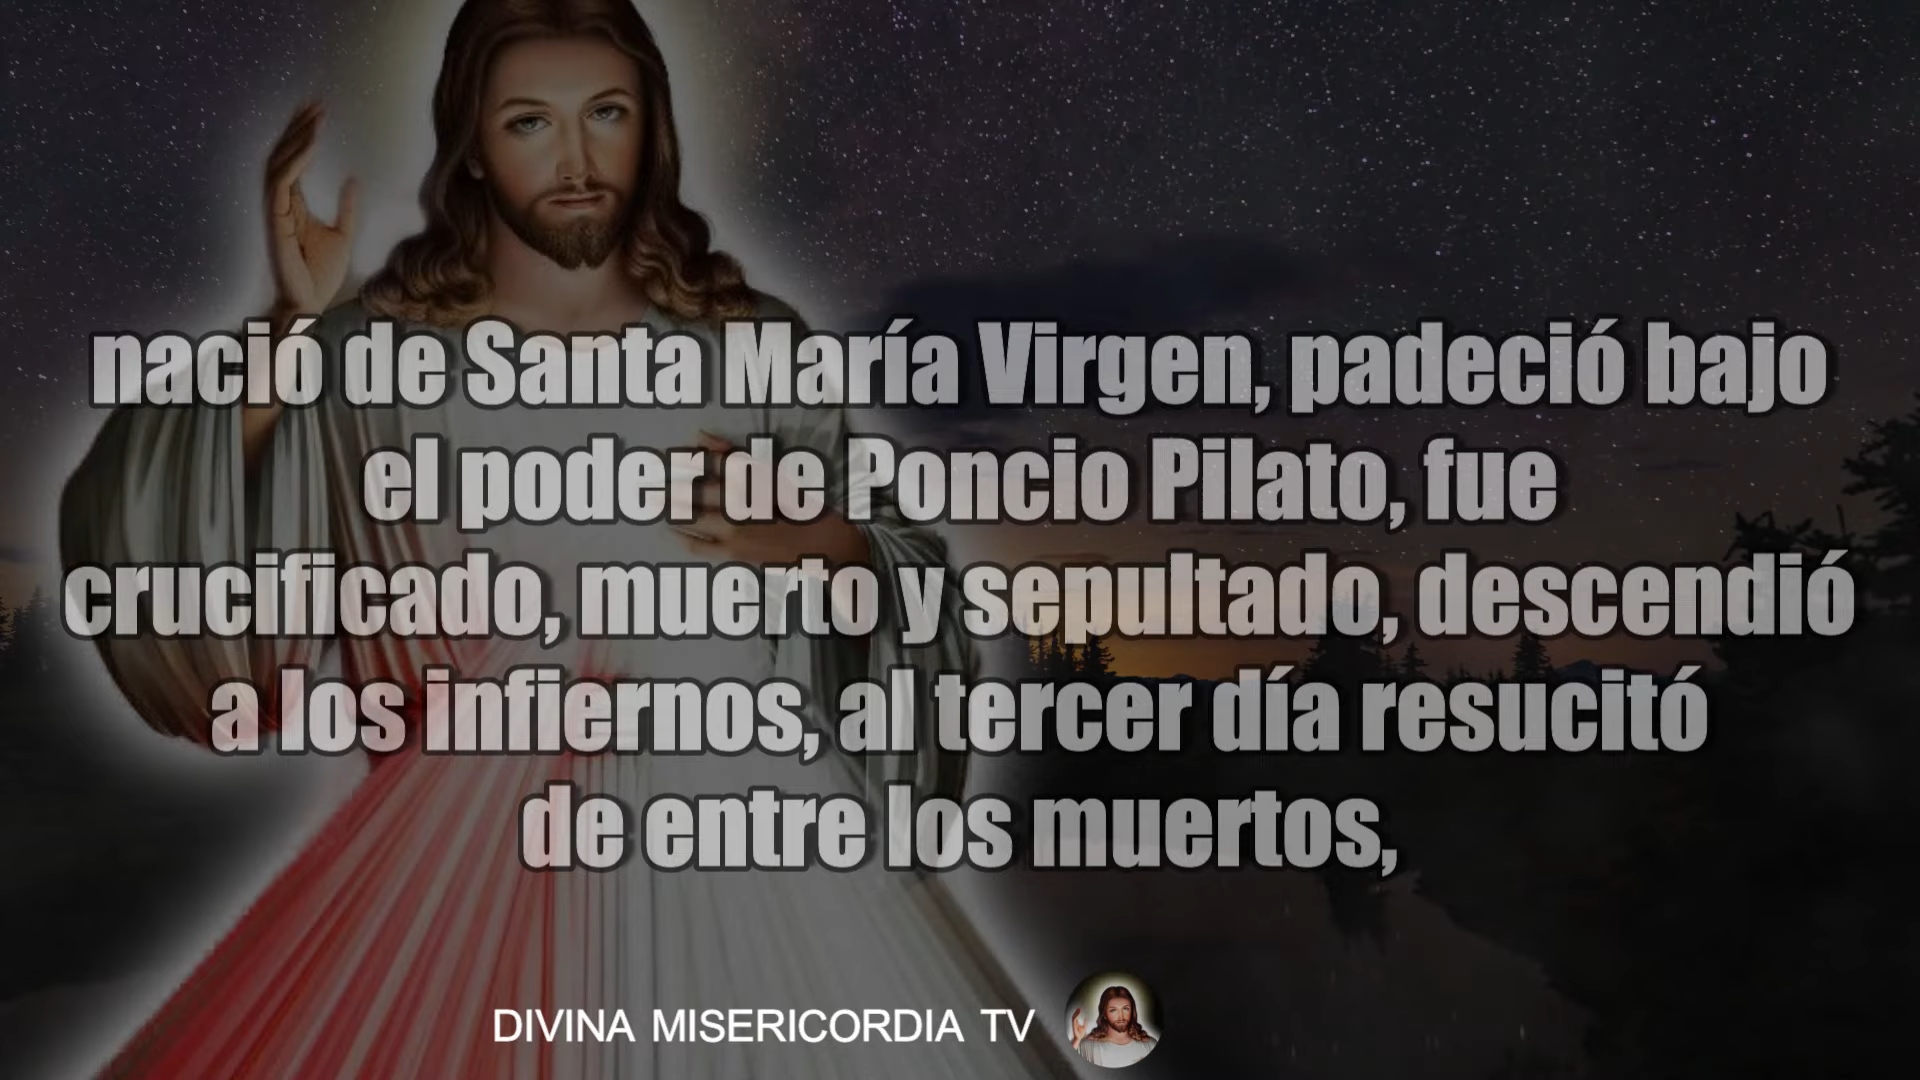 nació de Santa María Virgen, padeció bajo
el poder de Poncio Pilato, fue
crucificado, muerto y sepultado, descendió
a los infiernos, al tercer día resucitó
de entre los muertos,
DIVINA MISERICORDIA TV